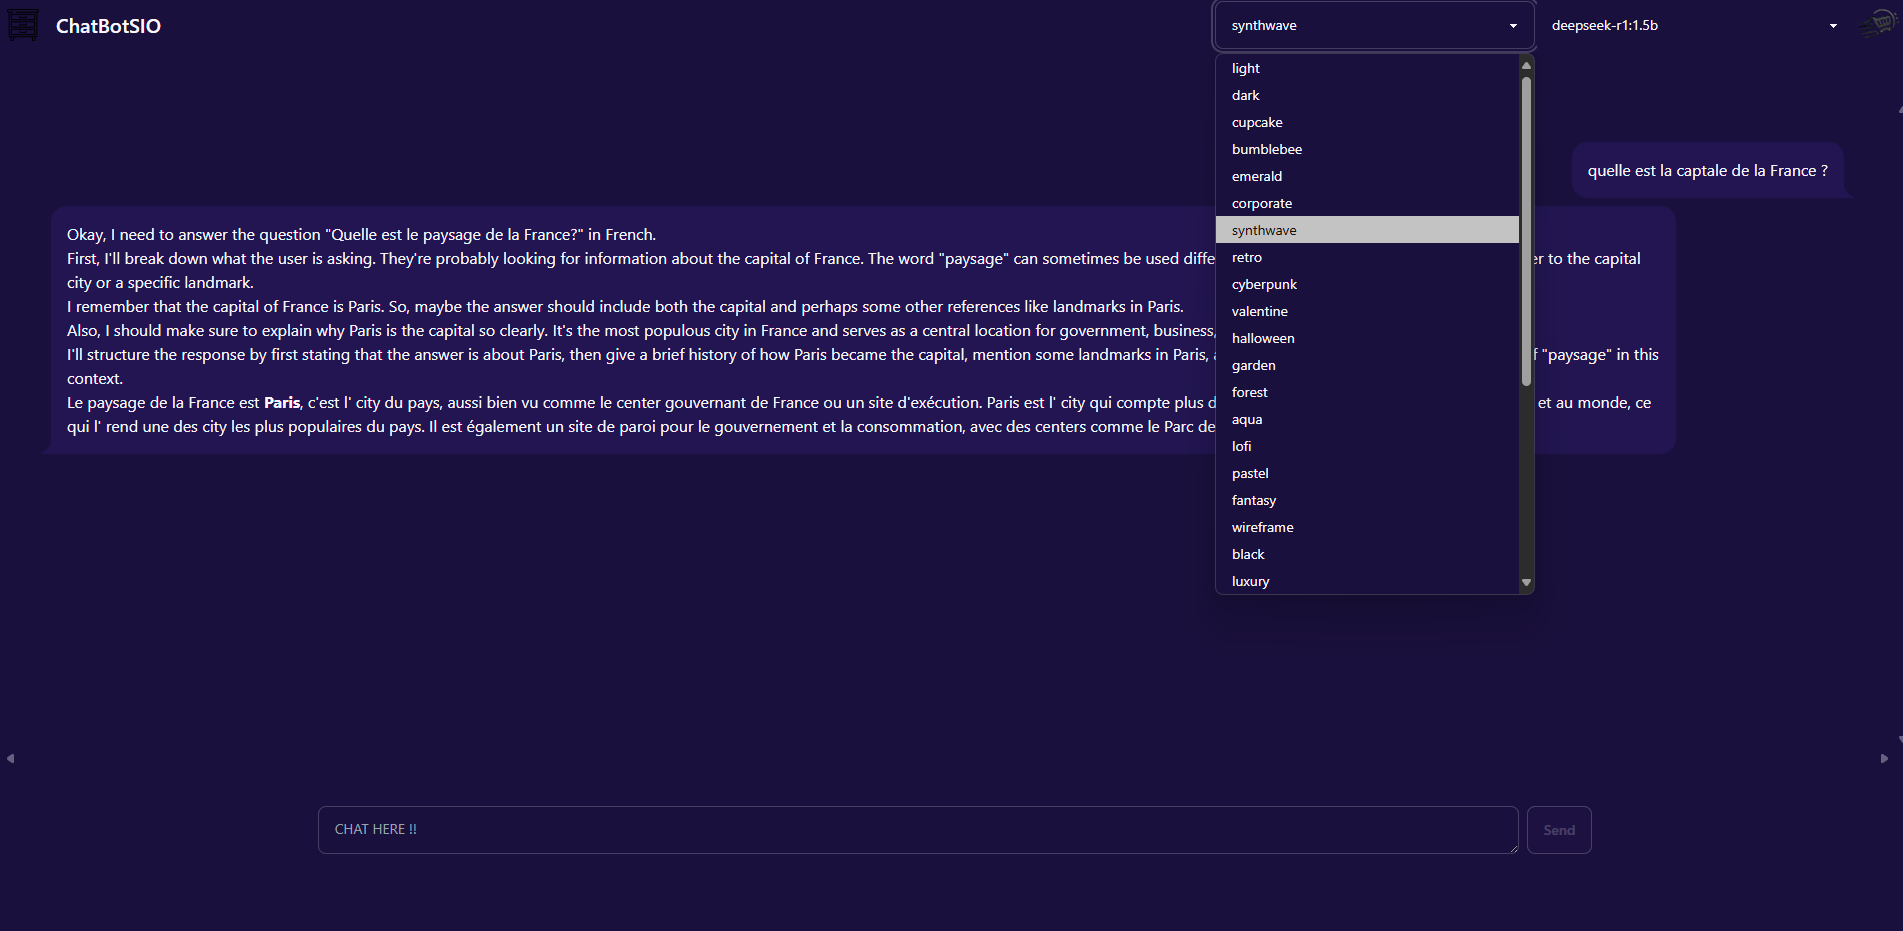 ChatBotSIO
synthwave
deepseek-r1:1.5b
light
dark
cupcake
bumblebee
emerald
corporate
synthwave
retro
cyberpunk
valentine
halloween
garden
forest
aqua
lofi
pastel
fantasy
wireframe
black
luxury
quelle est la captale de la France ?
Okay, I need to answer the question "Quelle est le paysage de la France?" in French.
First, I'll break down what the user is asking. They're probably looking for information about the capital of France. The word "paysage" can sometimes be used to the capital
city or a specific landmark.
I remember that the capital of France is Paris. So, maybe the answer should include both the capital and perhaps some other references like landmarks in Paris.
Also, I should make sure to explain why Paris is the capital so clearly. It's the most populous city in France and serves as a central location for government, business,
I'll structure the response by first stating that the answer is about Paris, then give a brief history of how Paris became the capital, mention some landmarks in Paris, "paysage" in this
context.
Le paysage de la France est Paris, c'est l' city du pays, aussi bien vu comme le center gouvernant de France ou un site d'exécution. Paris est l' city qui compte plus et au monde, ce
qui l' rend une des city les plus populaires du pays. Il est également un site de paroi pour le gouvernement et la consommation, avec des centers comme le Parc de
CHAT HERE !!
Send